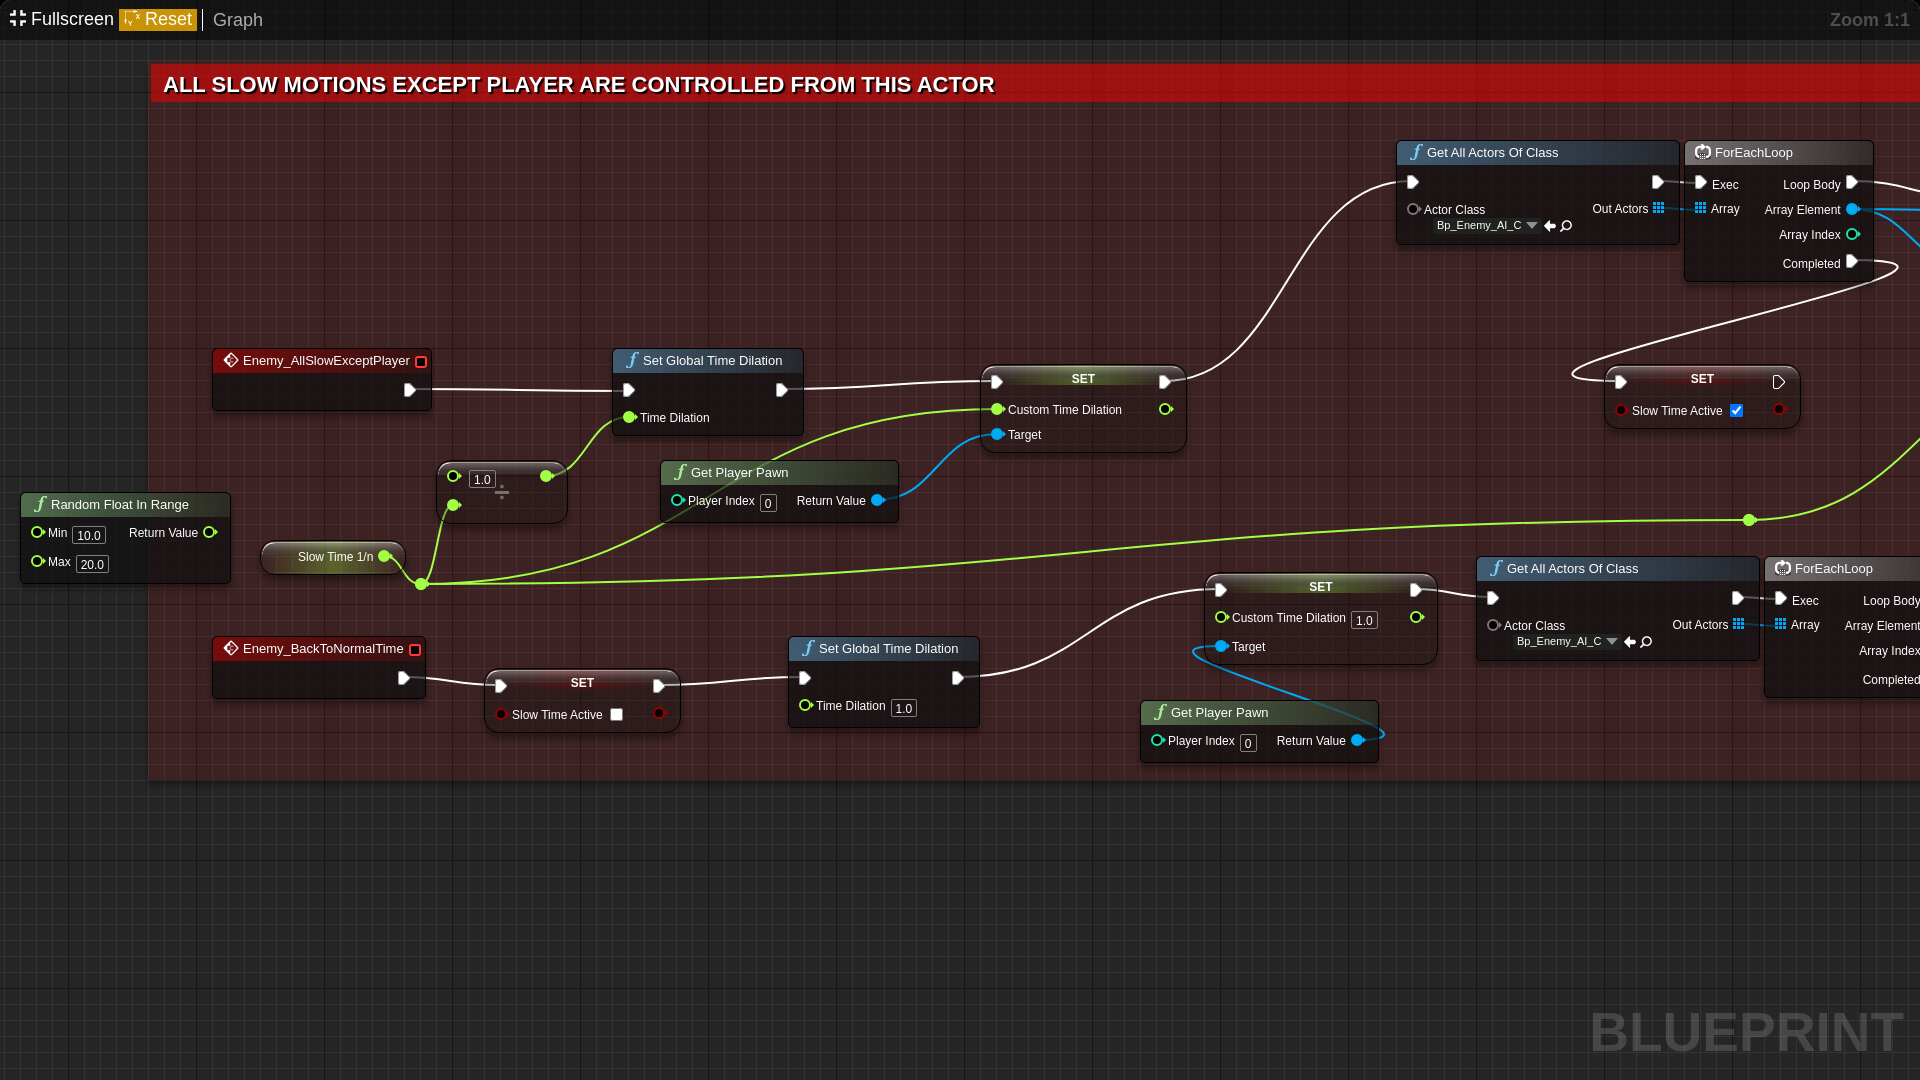 Fullscreen Reset Graph Zoom 1:1
ALL SLOW MOTIONS EXCEPT PLAYER ARE CONTROLLED FROM THIS ACTOR
Get All Actors Of Class
Actor Class
Bp_Enemy_AI_C
Out Actors
ForEachLoop
Exec
Loop Body
Array
Array Element
Array Index
Completed
Enemy_AllSlowExceptPlayer
Set Global Time Dilation
Time Dilation
SET
Custom Time Dilation
Target
SET
Slow Time Active
1.0
÷
Get Player Pawn
Player Index 0
Return Value
Random Float In Range
Min 10.0
Return Value
Max 20.0
Slow Time 1/n
SET
Custom Time Dilation 1.0
Target
Get All Actors Of Class
Actor Class
Bp_Enemy_AI_C
Out Actors
ForEachLoop
Exec
Loop Body
Array
Array Element
Array Index
Completed
Enemy_BackToNormalTime
SET
Slow Time Active
Set Global Time Dilation
Time Dilation 1.0
Get Player Pawn
Player Index 0
Return Value
BLUEPRINT